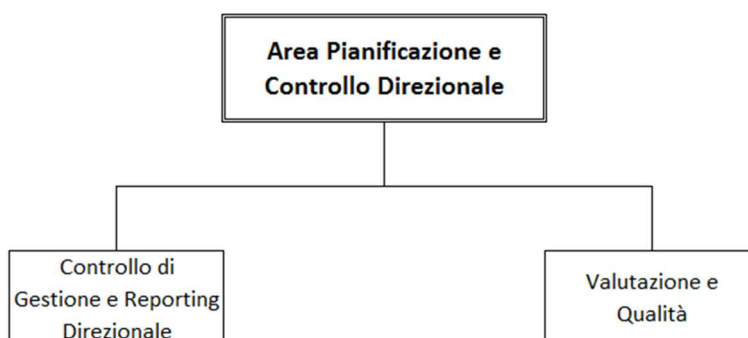 Area Pianificazione e
Controllo Direzionale
Controllo di
Gestione e Reporting
Direzionale
Valutazione e
Qualità